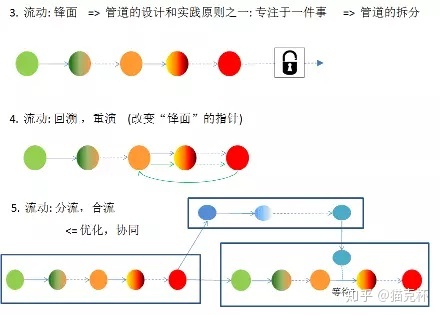 3. 流动: 锋面 => 管道的设计和实践原则之一: 专注于一件事 => 管道的拆分
4. 流动: 回溯 ，重演 (改变“锋面”的指针)
5. 流动: 分流，合流
<= 优化，协同
等待
知乎 @猫克杯